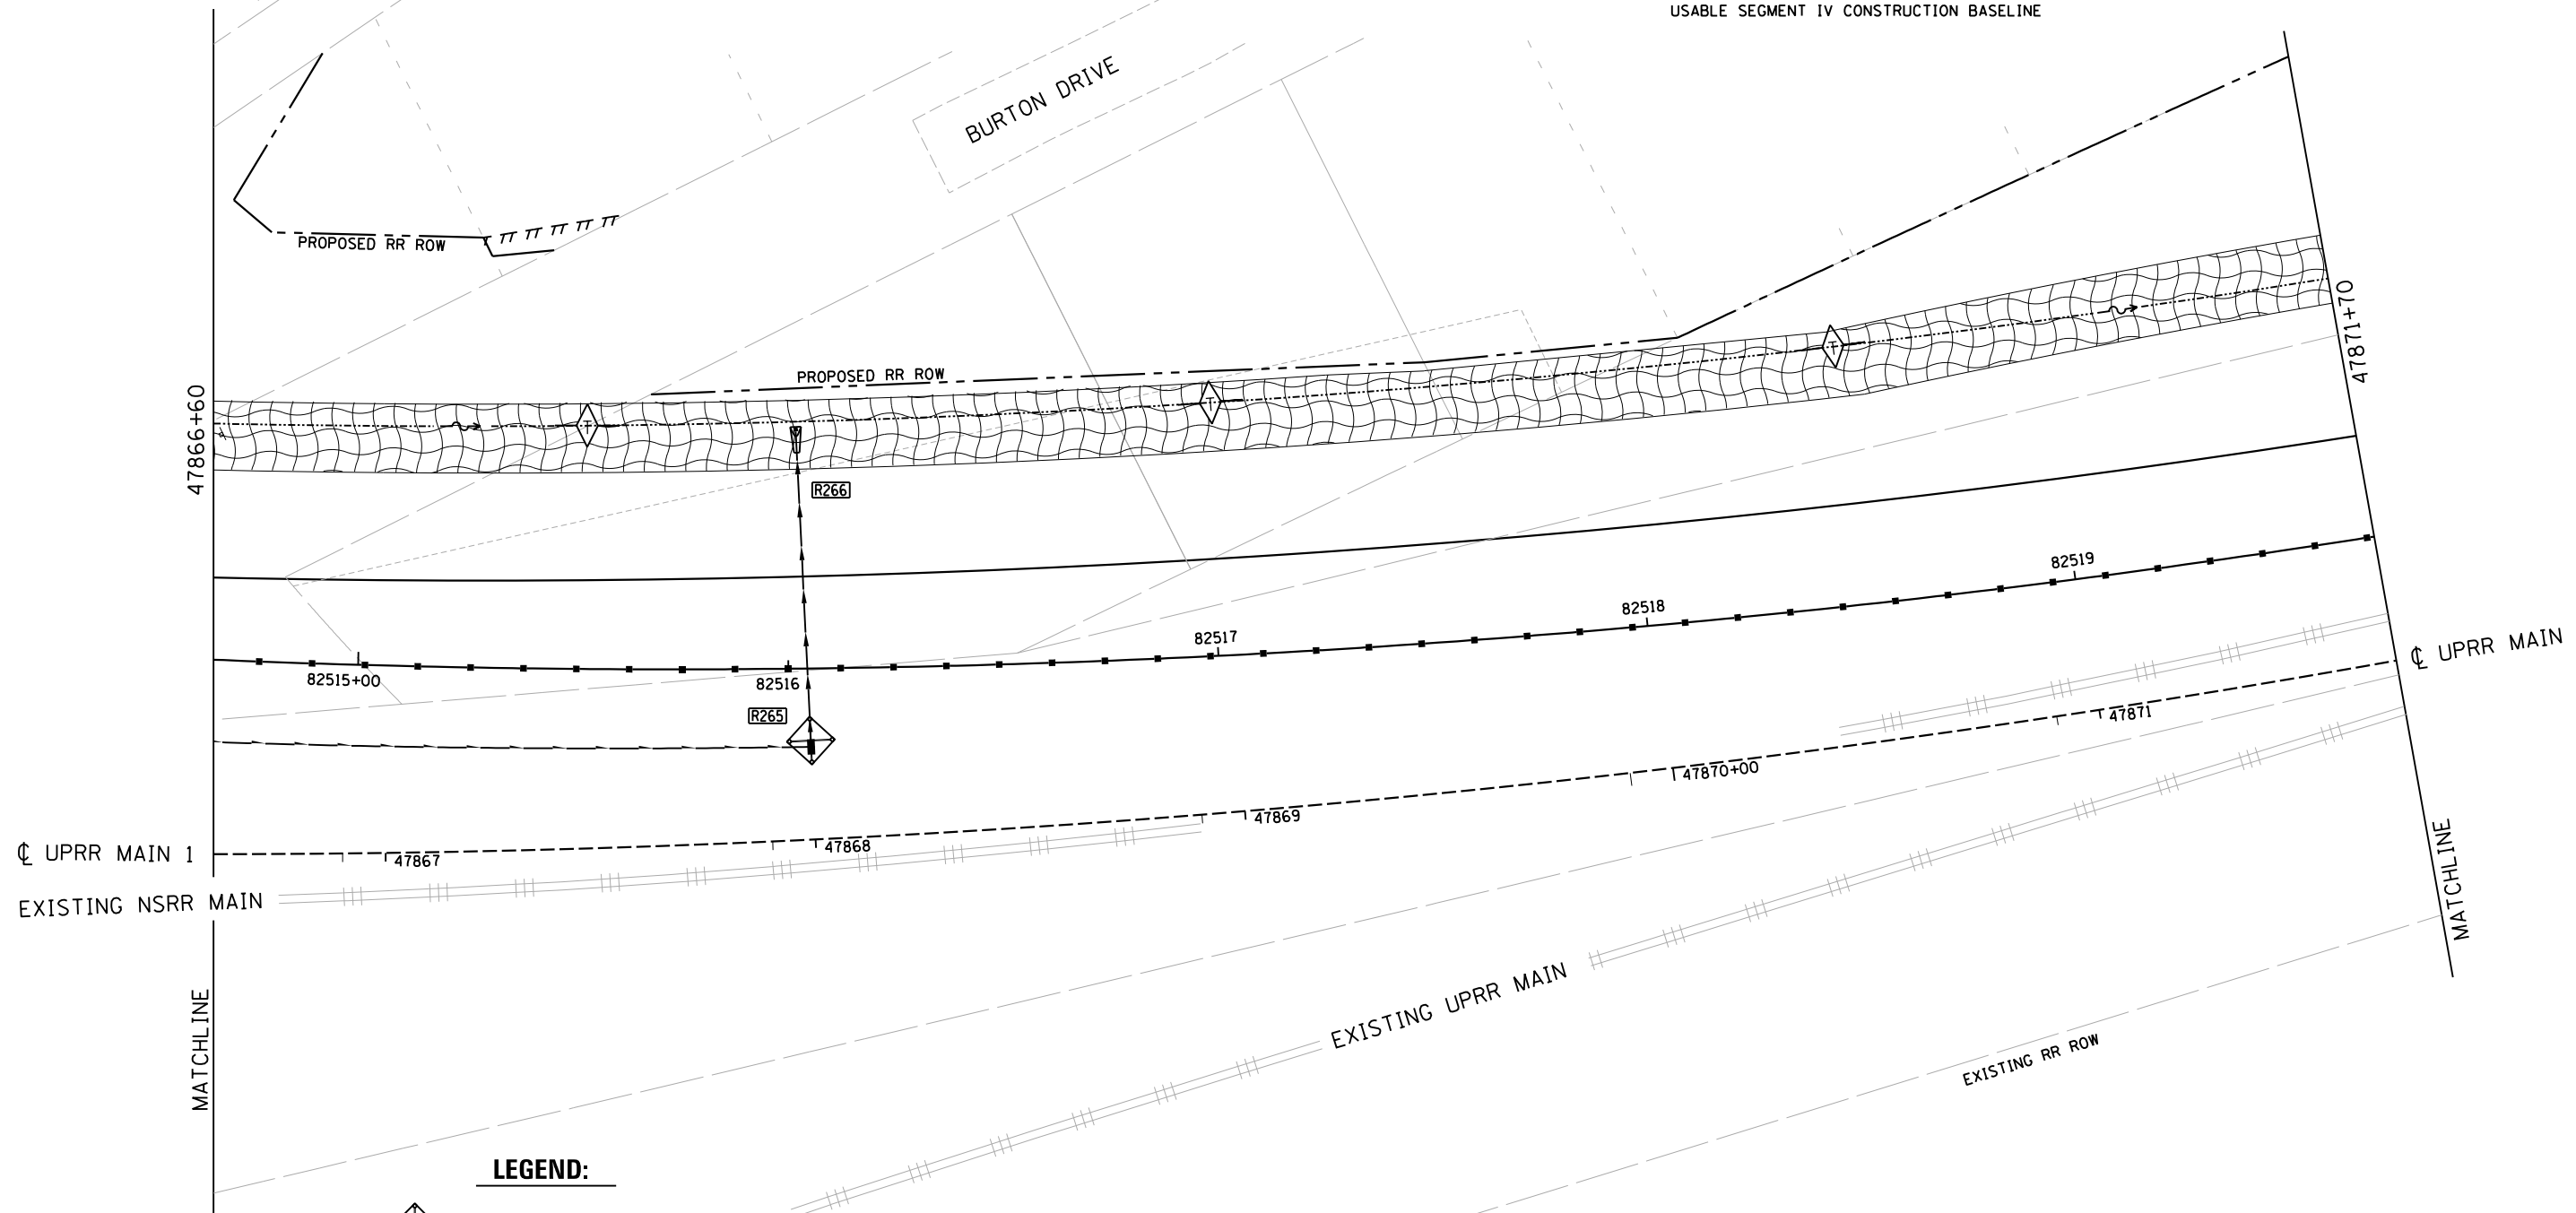 USABLE SEGMENT IV CONSTRUCTION BASELINE
BURTON DRIVE
PROPOSED RR ROW
PROPOSED RR ROW
47866+60
47871+70
R266
82519
82518
82517
82515+00
82516
R265
℄ UPRR MAIN
47871
47870+00
47869
47868
47867
℄ UPRR MAIN 1
EXISTING NSRR MAIN
MATCHLINE
MATCHLINE
EXISTING UPRR MAIN
EXISTING RR ROW
LEGEND: